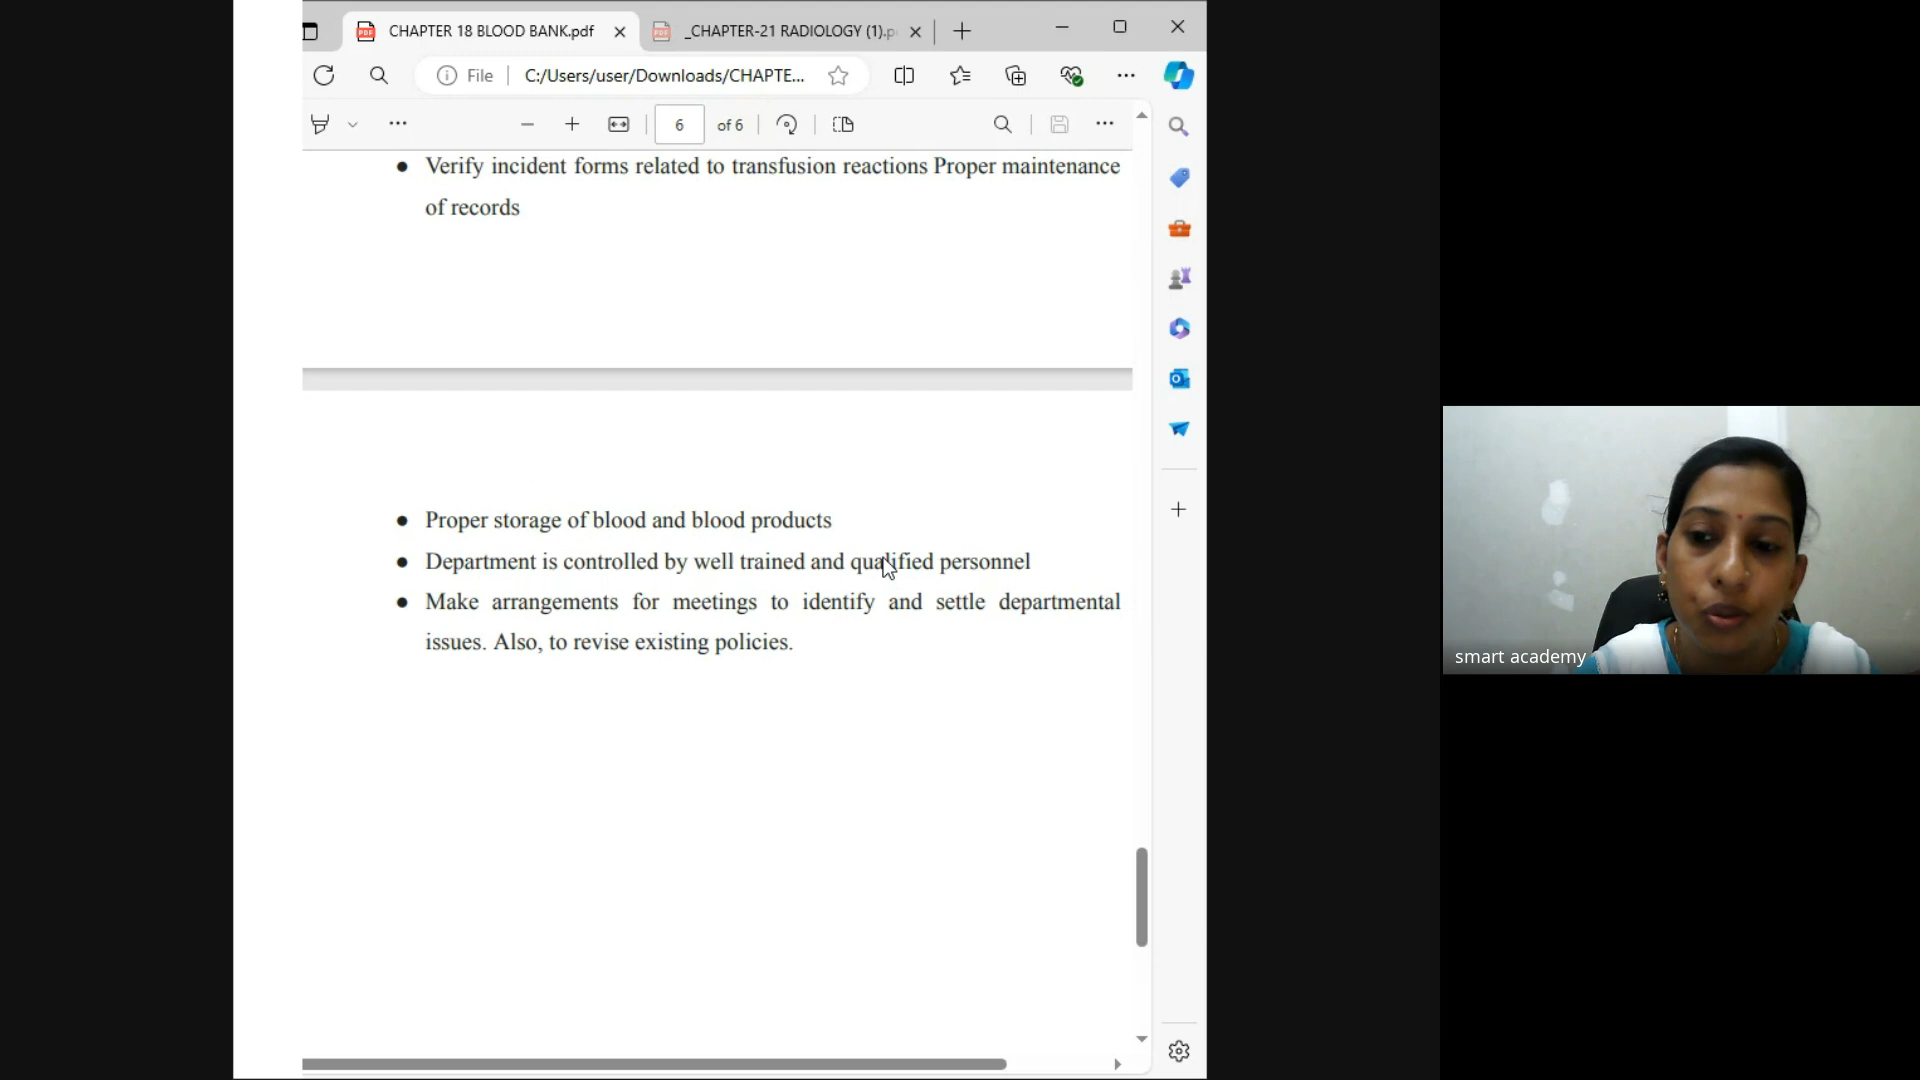 CHAPTER 18 BLOOD BANK.pdf
_CHAPTER-21 RADIOLOGY (1).p
File
C:/Users/user/Downloads/CHAPTE...
6 of 6
● Verify incident forms related to transfusion reactions Proper maintenance
of records
● Proper storage of blood and blood products
● Department is controlled by well trained and qualified personnel
● Make arrangements for meetings to identify and settle departmental
issues. Also, to revise existing policies.
smart academy